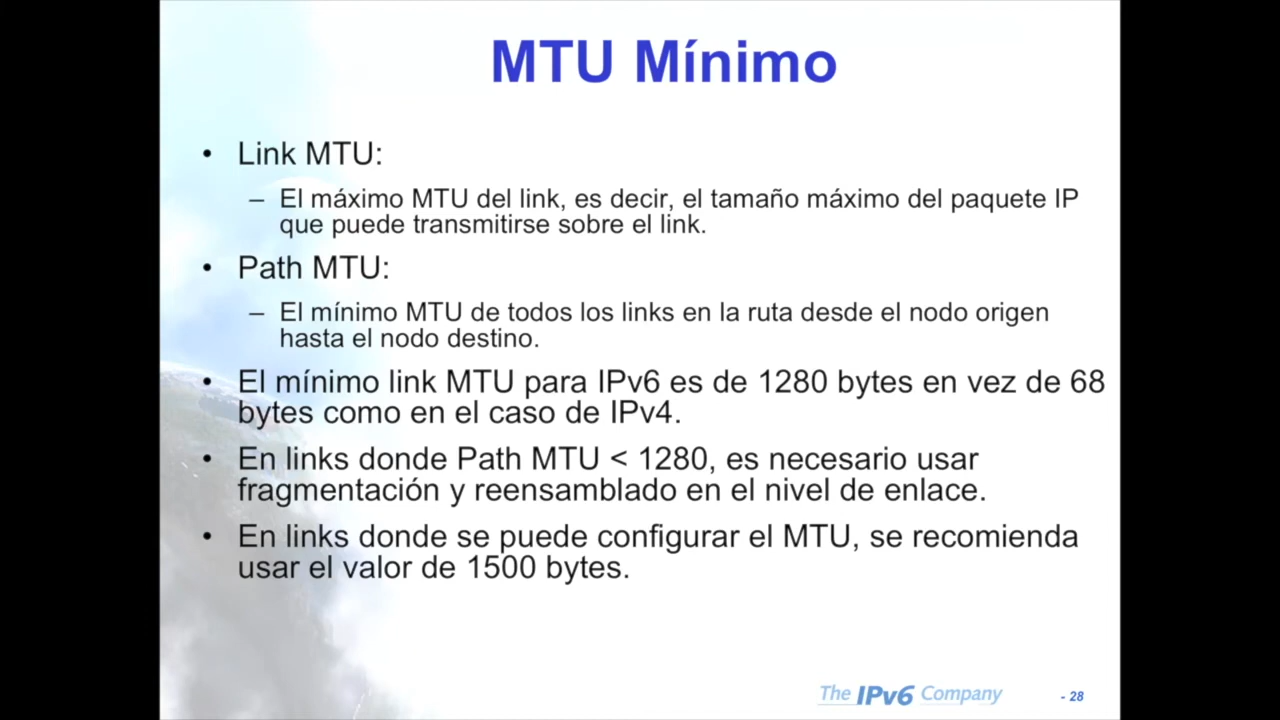 MTU Mínimo
• Link MTU:
– El máximo MTU del link, es decir, el tamaño máximo del paquete IP
que puede transmitirse sobre el link.
• Path MTU:
– El mínimo MTU de todos los links en la ruta desde el nodo origen
hasta el nodo destino.
• El mínimo link MTU para IPv6 es de 1280 bytes en vez de 68
bytes como en el caso de IPv4.
• En links donde Path MTU < 1280, es necesario usar
fragmentación y reensamblado en el nivel de enlace.
• En links donde se puede configurar el MTU, se recomienda
usar el valor de 1500 bytes.
The IPv6 Company
- 28